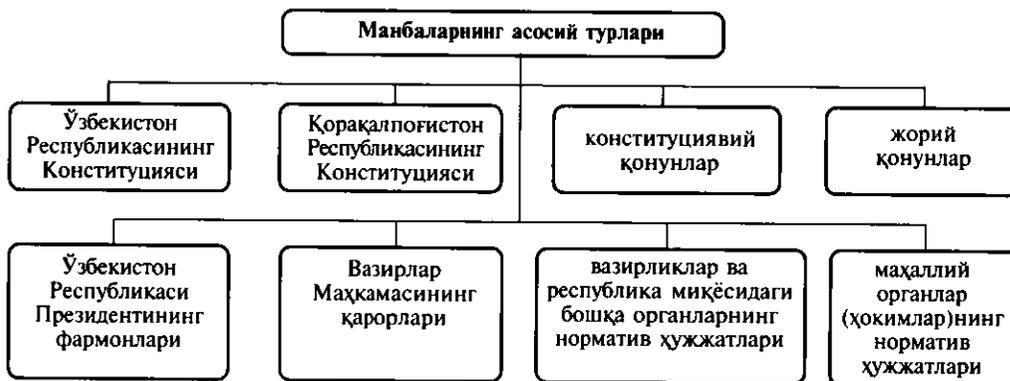 Манбаларнинг асосий турлари
Ўзбекистон
Республикасининг
Конституцияси
Қорақалпоғистон
Республикасининг
Конституцияси
конституциявий
қонунлар
жорий
қонунлар
Ўзбекистон
Республикаси
Президентининг
фармонлари
Вазирлар
Маҳкамасининг
қарорлари
вазирликлар ва
республика миқёсидаги
бошқа органларнинг
норматив ҳужжатлари
маҳаллий
органлар
(ҳокимлар)нинг
норматив
ҳужжатлари